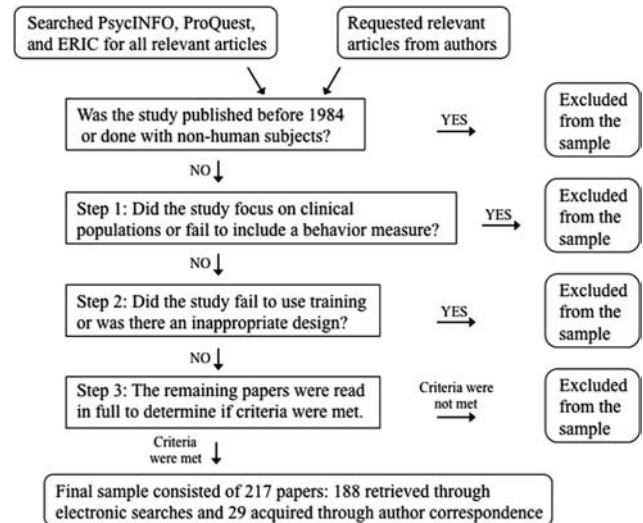 Searched PsycINFO, ProQuest,
and ERIC for all relevant articles
Requested relevant
articles from authors
Was the study published before 1984
or done with non-human subjects?
YES
Excluded
from the
sample
NO
Step 1: Did the study focus on clinical
populations or fail to include a behavior measure?
YES
Excluded
from the
sample
NO
Step 2: Did the study fail to use training
or was there an inappropriate design?
YES
Excluded
from the
sample
NO
Step 3: The remaining papers were read
in full to determine if criteria were met.
Criteria were
not met
Excluded
from the
sample
Criteria
were met
Final sample consisted of 217 papers: 188 retrieved through
electronic searches and 29 acquired through author correspondence